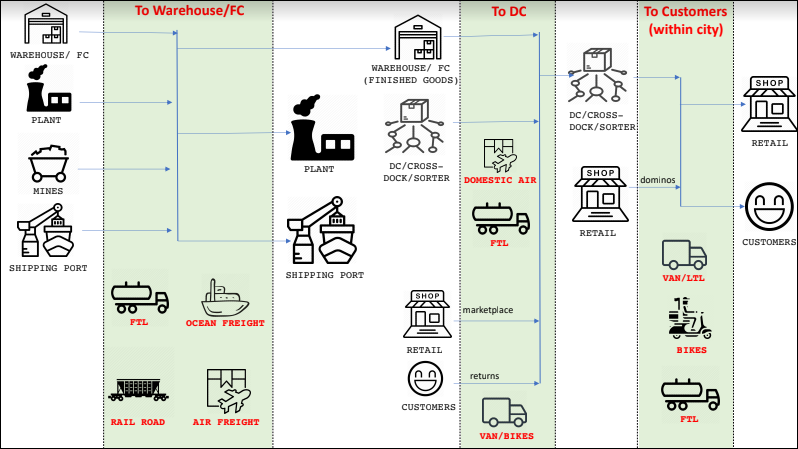 To Warehouse/FC
To DC
To Customers
(within city)
WAREHOUSE/ FC
PLANT
MINES
SHIPPING PORT
FTL
OCEAN FREIGHT
RAIL ROAD
AIR FREIGHT
PLANT
SHIPPING PORT
WAREHOUSE/ FC
(FINISHED GOODS)
DC/CROSS-
DOCK/SORTER
SHOP
RETAIL
CUSTOMERS
DOMESTIC AIR
FTL
marketplace
returns
VAN/BIKES
DC/CROSS-
DOCK/SORTER
SHOP
RETAIL
dominos
VAN/LTL
BIKES
FTL
SHOP
RETAIL
CUSTOMERS